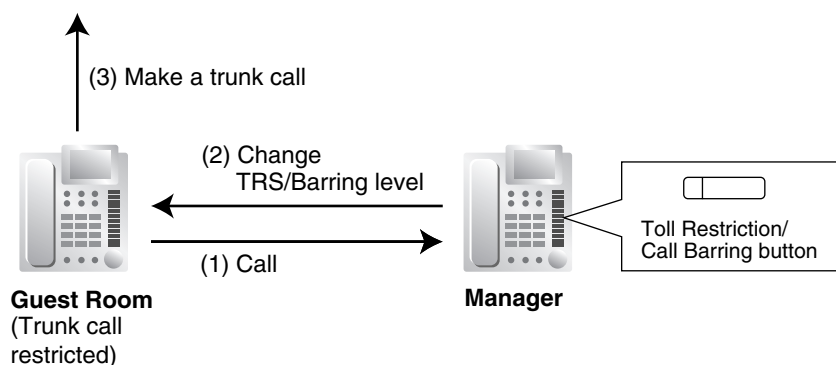 (3) Make a trunk call
(2) Change
TRS/Barring level
(1) Call
Guest Room
(Trunk call
restricted)
Manager
Toll Restriction/
Call Barring button